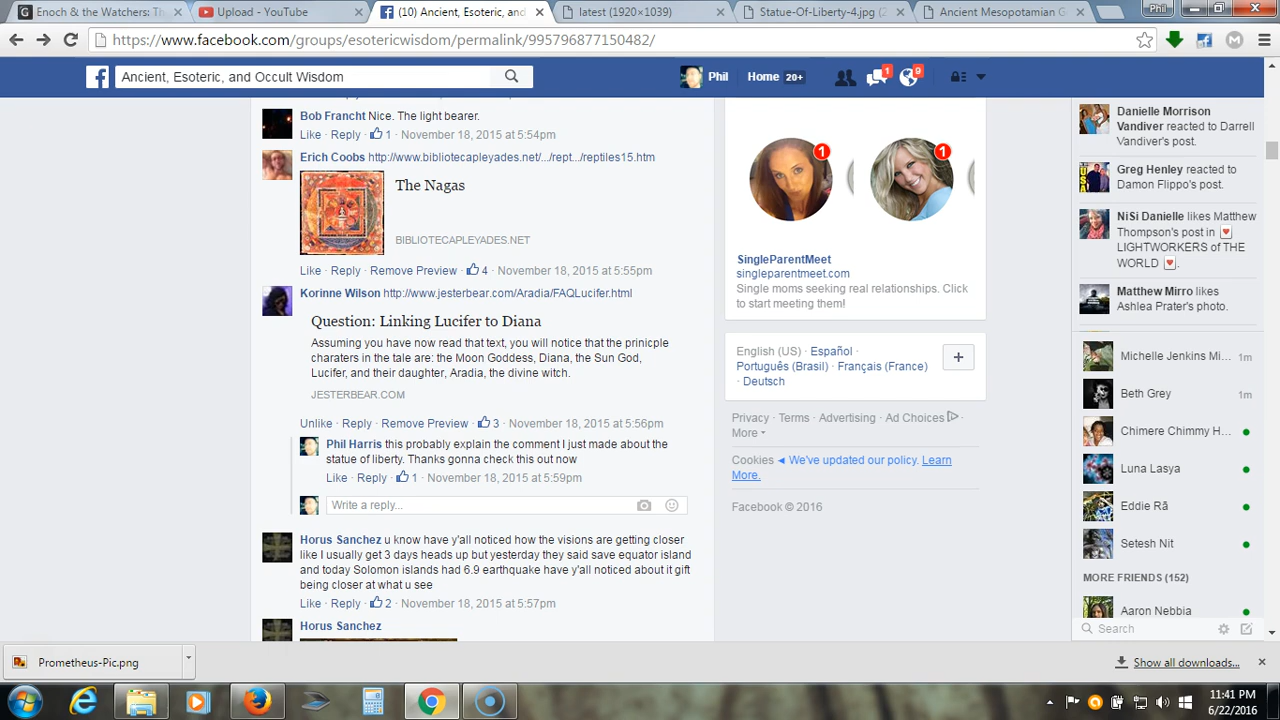 Enoch & the Watchers: Th
Upload - YouTube
(10) Ancient, Esoteric, anc
latest (1920×1039)
Statue-Of-Liberty-4.jpg (2
Ancient Mesopotamian G
Phil
https://www.facebook.com/groups/esotericwisdom/permalink/995796877150482/
Ancient, Esoteric, and Occult Wisdom
Phil
Home 20+
1
9
Bob Francht Nice. The light bearer.
Like · Reply · 1 · November 18, 2015 at 5:54pm
Erich Coobs http://www.bibliotecapleyades.net/.../rept.../reptiles15.htm
The Nagas
BIBLIOTECAPLEYADES.NET
Like · Reply · Remove Preview · 4 · November 18, 2015 at 5:55pm
Korinne Wilson http://www.jesterbear.com/Aradia/FAQLucifer.html
Question: Linking Lucifer to Diana
Assuming you have now read that text, you will notice that the prinicple
charaters in the tale are: the Moon Goddess, Diana, the Sun God,
Lucifer, and their daughter, Aradia, the divine witch.
JESTERBEAR.COM
Unlike · Reply · Remove Preview · 3 · November 18, 2015 at 5:56pm
Phil Harris this probably explain the comment I just made about the
statue of liberty. Thanks gonna check this out now
Like · Reply · 1 · November 18, 2015 at 5:59pm
Write a reply...
Horus Sanchez u know have y'all noticed how the visions are getting closer
like I usually get 3 days heads up but yesterday they said save equator island
and today Solomon islands had 6.9 earthquake have y'all noticed about it gift
being closer at what u see
Like · Reply · 2 · November 18, 2015 at 5:57pm
Horus Sanchez
1
1
SingleParentMeet
singleparentmeet.com
Single moms seeking real relationships. Click
to start meeting them!
English (US) · Español ·
Português (Brasil) · Français (France)
· Deutsch
Privacy · Terms · Advertising · Ad Choices ·
More
Cookies ◄ We've updated our policy. Learn
More.
Facebook © 2016
Danielle Morrison
Vandiver reacted to Darrell
Vandiver's post.
Greg Henley reacted to
Damon Flippo's post.
NiSi Danielle likes Matthew
Thompson's post in
LIGHTWORKERS of THE
WORLD
Matthew Mirro likes
Ashlea Prater's photo.
Michelle Jenkins Mi... 1m
Beth Grey 1m
Chimere Chimmy H...
Luna Lasya
Eddie Rã
Setesh Nit
MORE FRIENDS (152)
Aaron Nebbia
Search
Prometheus-Pic.png
Show all downloads...
11:41 PM
6/22/2016